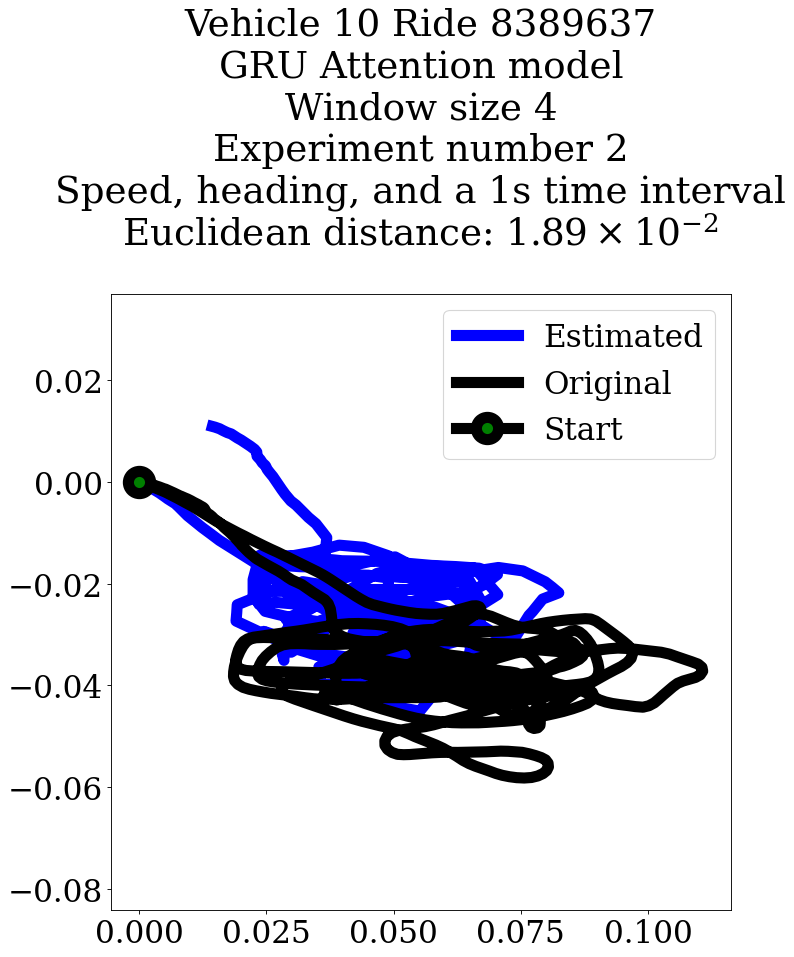 Vehicle 10 Ride 8389637
GRU Attention model
Window size 4
Experiment number 2
Speed, heading, and a 1s time interval
Euclidean distance: 1.89 × 10⁻²
Estimated
Original
Start
0.02
0.00
−0.02
−0.04
−0.06
−0.08
0.000 0.025 0.050 0.075 0.100